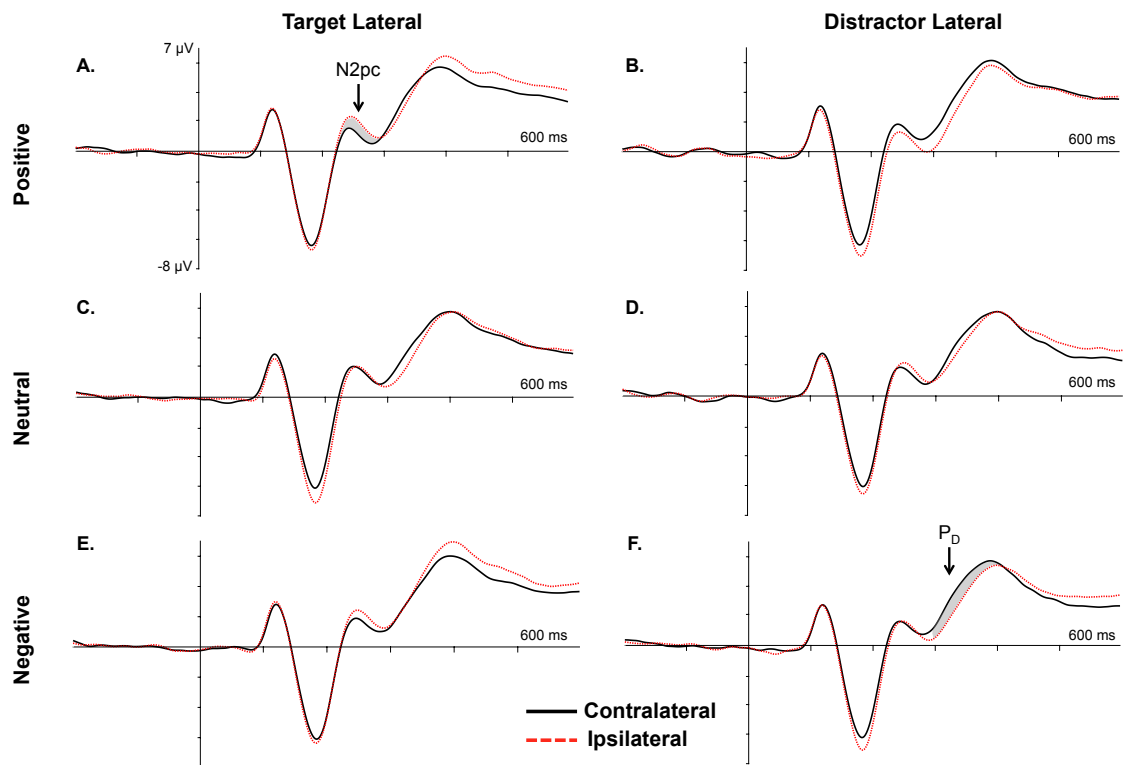 Target Lateral
Distractor Lateral
Positive
A.
7 µV
N2pc
600 ms
-8 µV
B.
600 ms
Neutral
C.
600 ms
D.
600 ms
Negative
E.
600 ms
F.
P_D
600 ms
Contralateral
Ipsilateral